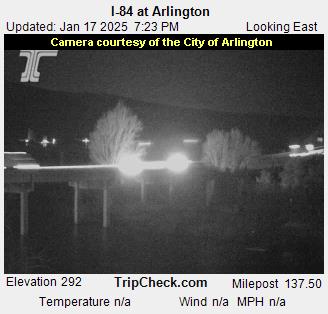 I-84 at Arlington
Updated: Jan 17 2025 7:23 PM Looking East
Camera courtesy of the City of Arlington
Elevation 292 TripCheck.com Milepost 137.50
Temperature n/a Wind n/a MPH n/a